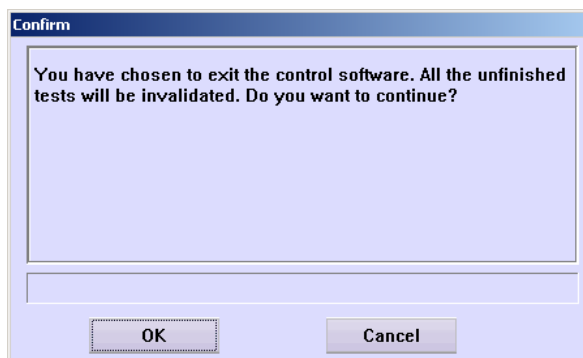 Confirm
You have chosen to exit the control software. All the unfinished
tests will be invalidated. Do you want to continue?
OK
Cancel